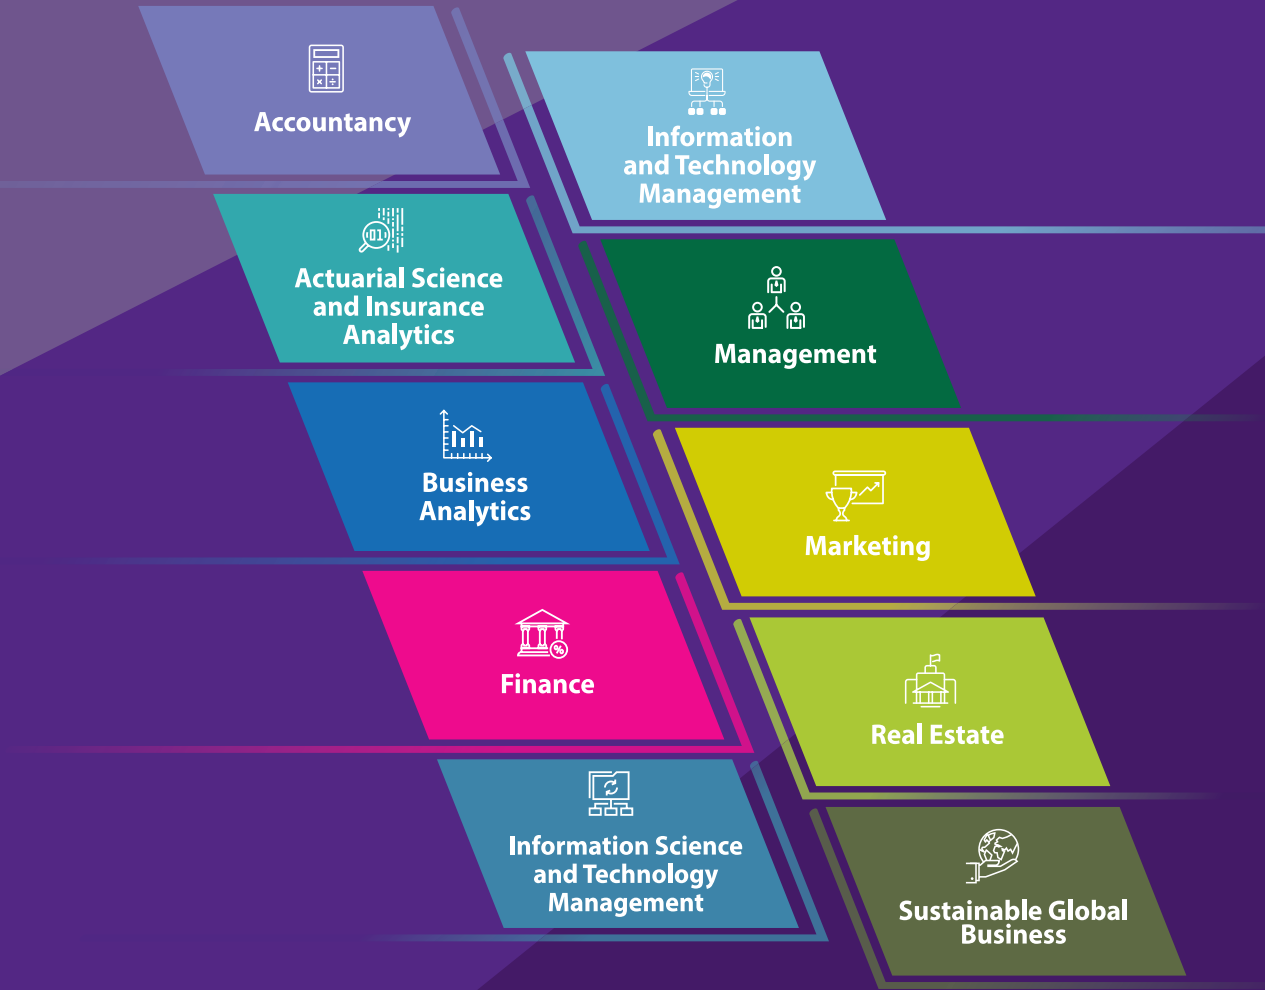 Accountancy
Actuarial Science
and Insurance
Analytics
Business
Analytics
Finance
Information Science
and Technology
Management
Information
and Technology
Management
Management
Marketing
Real Estate
Sustainable Global
Business